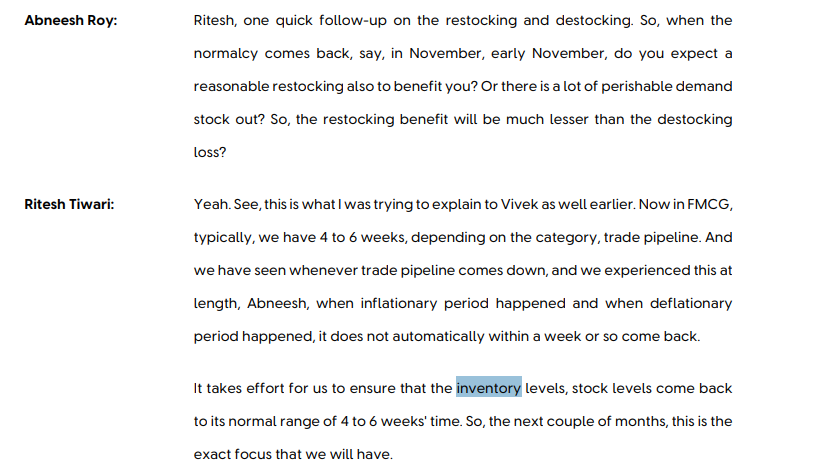 Abneesh Roy: Ritesh, one quick follow-up on the restocking and destocking. So, when the
normalcy comes back, say, in November, early November, do you expect a
reasonable restocking also to benefit you? Or there is a lot of perishable demand
stock out? So, the restocking benefit will be much lesser than the destocking
loss?
Ritesh Tiwari: Yeah. See, this is what I was trying to explain to Vivek as well earlier. Now in FMCG,
typically, we have 4 to 6 weeks, depending on the category, trade pipeline. And
we have seen whenever trade pipeline comes down, and we experienced this at
length, Abneesh, when inflationary period happened and when deflationary
period happened, it does not automatically within a week or so come back.
It takes effort for us to ensure that the inventory levels, stock levels come back
to its normal range of 4 to 6 weeks' time. So, the next couple of months, this is the
exact focus that we will have.